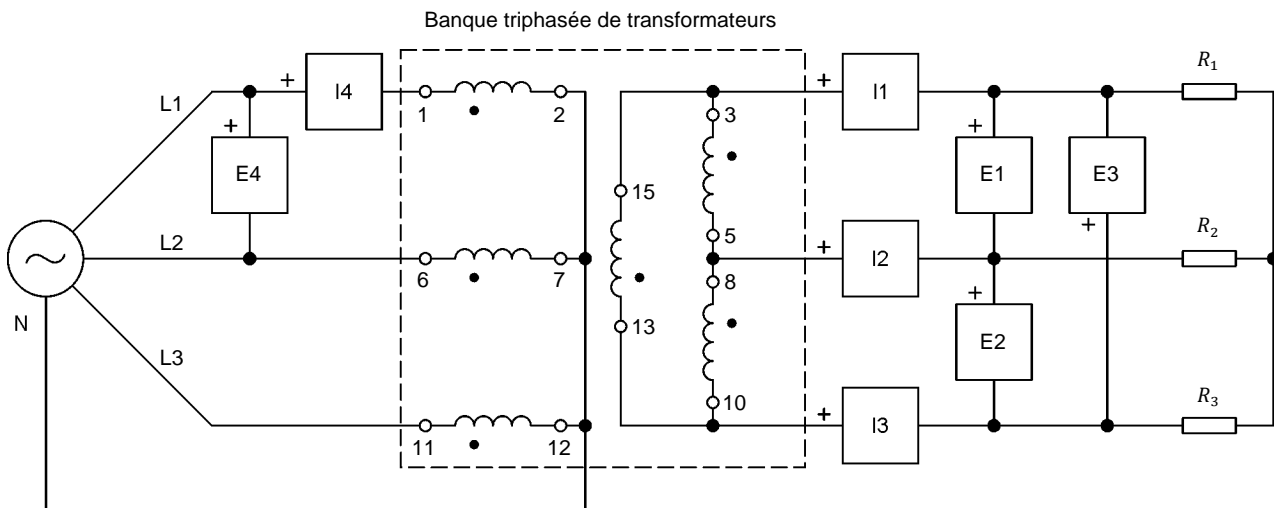 Banque triphasée de transformateurs
L1
+
I4
1
2
3
+
I1
R₁
+
E4
15
+
E1
E3
+
5
L2
6
7
8
+
I2
R₂
N
13
+
E2
L3
10
11
12
+
I3
R₃